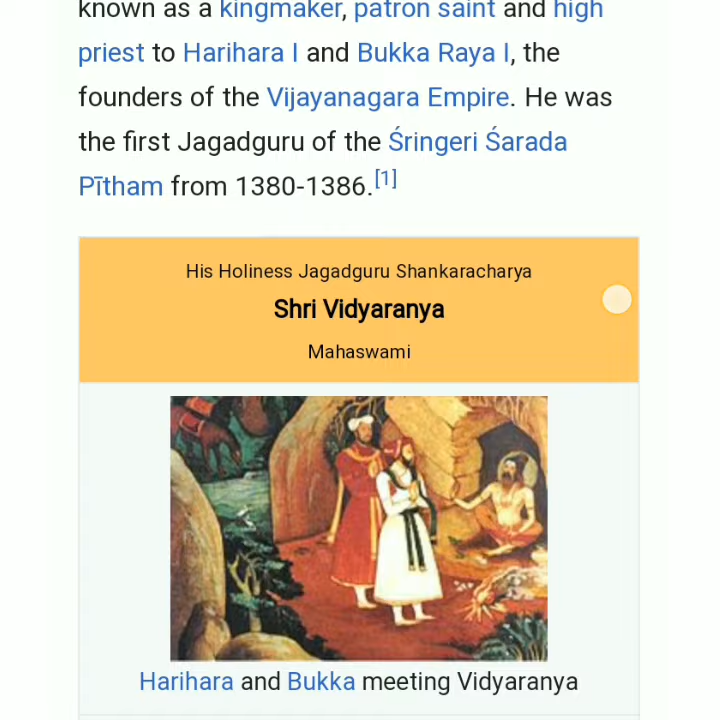 known as a kingmaker, patron saint and high
priest to Harihara I and Bukka Raya I, the
founders of the Vijayanagara Empire. He was
the first Jagadguru of the Śringeri Śarada
Pītham from 1380-1386.[1]
His Holiness Jagadguru Shankaracharya
Shri Vidyaranya
Mahaswami
Harihara and Bukka meeting Vidyaranya